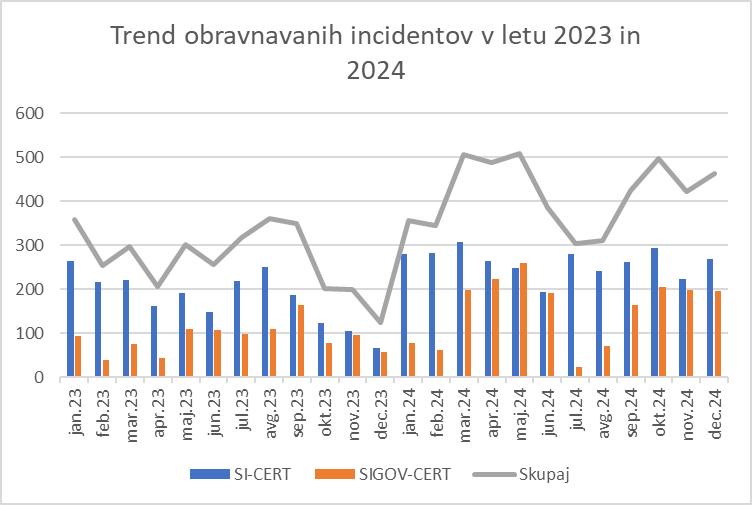 Trend obravnavanih incidentov v letu 2023 in
2024
600
500
400
300
200
100
0
jan.23
feb.23
mar.23
apr.23
maj.23
jun.23
jul.23
avg.23
sep.23
okt.23
nov.23
dec.23
jan.24
feb.24
mar.24
apr.24
maj.24
jun.24
jul.24
avg.24
sep.24
okt.24
nov.24
dec.24
SI-CERT
SIGOV-CERT
Skupaj